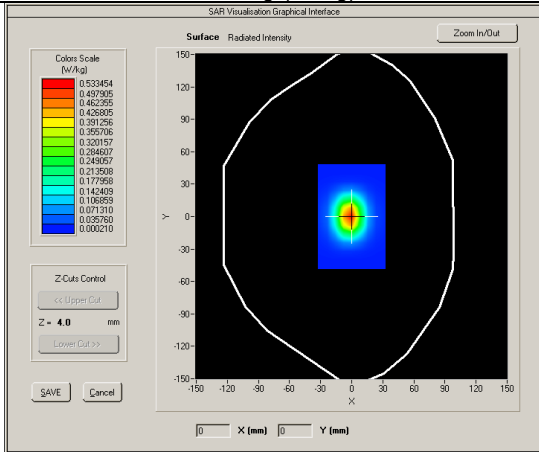 SAR Visualisation Graphical Interface
Surface Radiated Intensity
Zoom In/Out
Colors Scale
(W/kg)
0.533454
0.497905
0.462355
0.426805
0.391256
0.355706
0.320157
0.284607
0.249057
0.213508
0.177958
0.142409
0.106859
0.071310
0.035760
0.000210
Z-Cuts Control
<< Upper Cut
Z = 4.0 mm
Lower Cut >>
SAVE Cancel
150
120
90
60
30
0
-30
-60
-90
-120
-150
Y
-150 -120 -90 -60 -30 0 30 60 90 120 150
X
0 X (mm) 0 Y (mm)